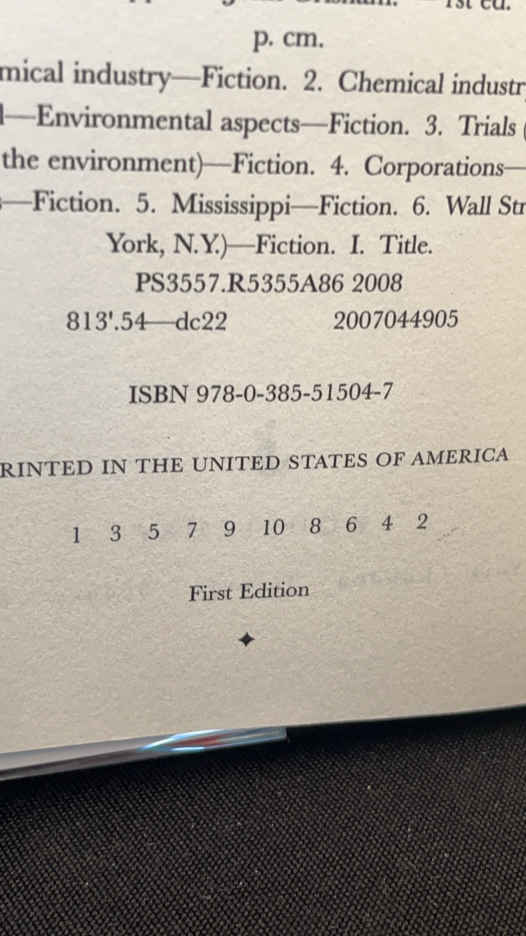 1st ed.
p. cm.
mical industry—Fiction. 2. Chemical industr
l—Environmental aspects—Fiction. 3. Trials (
the environment)—Fiction. 4. Corporations—
s—Fiction. 5. Mississippi—Fiction. 6. Wall Str
York, N.Y.)—Fiction. I. Title.
PS3557.R5355A86 2008
813'.54—dc22 2007044905
ISBN 978-0-385-51504-7
RINTED IN THE UNITED STATES OF AMERICA
1 3 5 7 9 10 8 6 4 2
First Edition